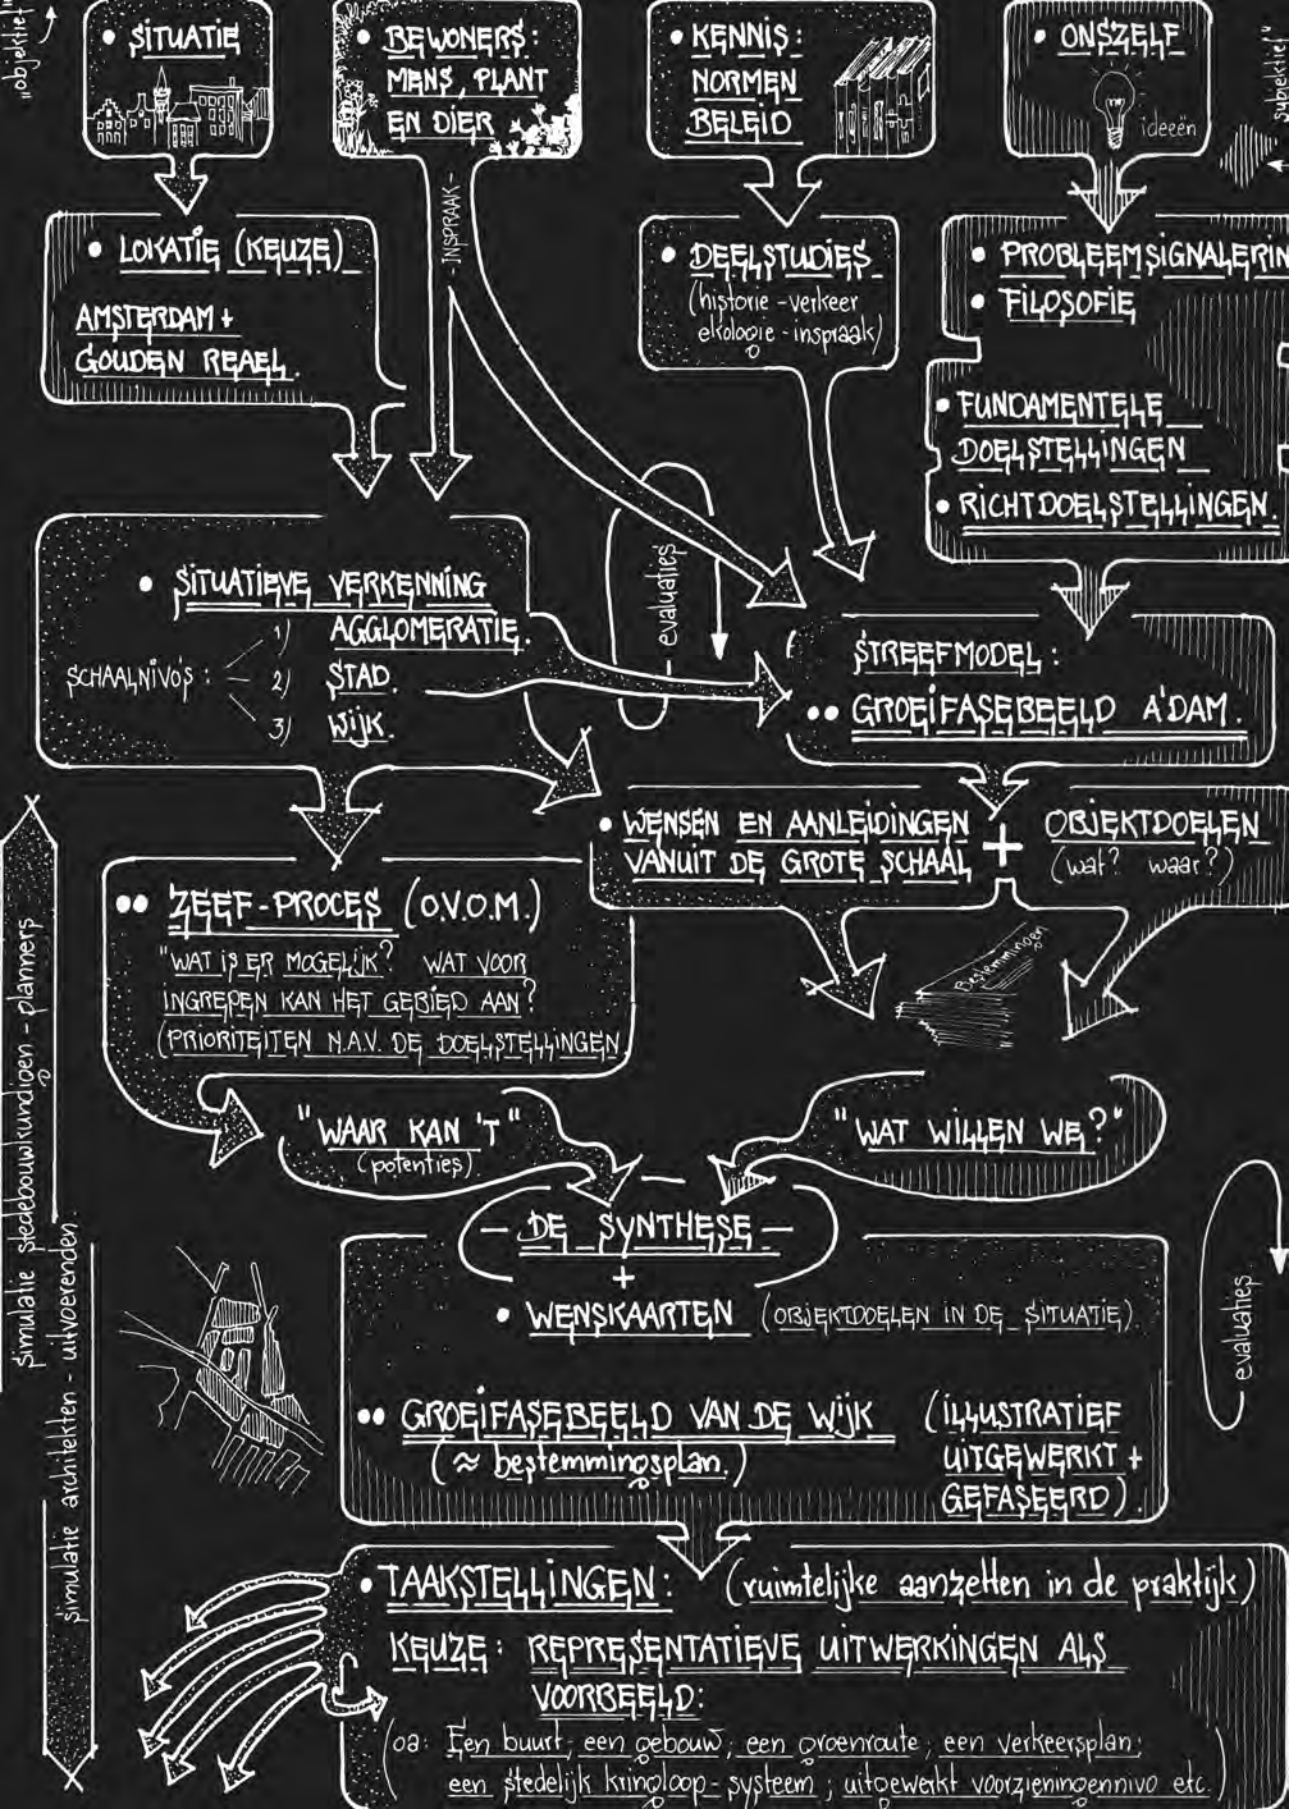 „objektief"
• SITUATIE
• BEWONERS:
MENS, PLANT
EN DIER
• KENNIS:
NORMEN
BELEID
• ONSZELF
ideeën
subjektief"
- INSPRAAK -
• LOKATIE (KEUZE)
AMSTERDAM +
GOUDEN REAEL.
• DEELSTUDIES
(historie - verkeer
ekologie - inspraak)
• PROBLEEMSIGNALERIN
• FILOSOFIE
• FUNDAMENTELE
DOELSTELLINGEN
• RICHTDOELSTELLINGEN.
• SITUATIEVE VERKENNING
SCHAALNIVO'S:
1) AGGLOMERATIE.
2) STAD.
3) WIJK.
- evaluaties
STREEFMODEL:
•• GROEIFASEBEELD A'DAM.
• WENSEN EN AANLEIDINGEN
VANUIT DE GROTE SCHAAL
+
OBJEKTDOELEN
(wat? waar?)
•• ZEEF-PROCES (O.V.O.M.)
"WAT IS ER MOGELIJK? WAT VOOR
INGREPEN KAN HET GEBIED AAN?
(PRIORITEITEN N.A.V. DE DOELSTELLINGEN
Bestemmingen
"WAAR KAN 'T"
(potenties).
"WAT WILLEN WE?"
- DE SYNTHESE -
+
• WENSKAARTEN (OBJEKTDOELEN IN DE SITUATIE).
•• GROEIFASEBEELD VAN DE WIJK
(≈ bestemmingsplan.)
(ILLUSTRATIEF
UITGEWERKT +
GEFASEERD).
- evaluaties
simulatie stedebouwkundigen - planners
simulatie architekten - uitvoerenden.
• TAAKSTELLINGEN: (ruimtelijke aanzetten in de praktijk)
KEUZE: REPRESENTATIEVE UITWERKINGEN ALS
VOORBEELD:
(oa: Een buurt; een gebouw; een groenroute; een verkeersplan;
een stedelijk kringloop-systeem; uitgewerkt voorzieningennivo etc.)